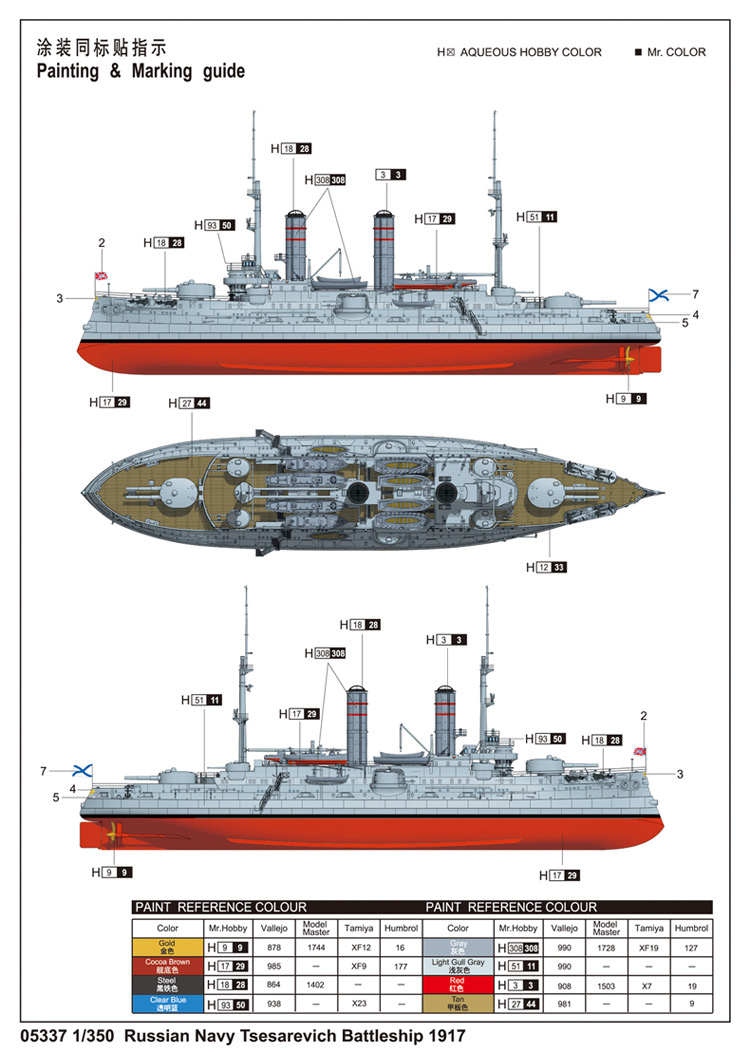 涂装同标贴指示
Painting & Marking guide
H☒ AQUEOUS HOBBY COLOR ■ Mr. COLOR
H 18 28
H 308 308
3 3
H 17 29
H 51 11
H 93 50
H 18 28
2
3
7
4
5
H 17 29
H 9 9
H 27 44
H 12 33
H 18 28
H 3 3
H 308 308
H 51 11
H 17 29
H 93 50
H 18 28
2
3
7
4
5
H 9 9
H 17 29
PAINT REFERENCE COLOUR PAINT REFERENCE COLOUR
Color Mr.Hobby Vallejo Model Master Tamiya Humbrol Color Mr.Hobby Vallejo Model Master Tamiya Humbrol
Gold 金色 H 9 9 878 1744 XF12 16 Gray 灰色 H 308 308 990 1728 XF19 127
Cocoa Brown 舰底色 H 17 29 985 — XF9 177 Light Gull Gray 浅灰色 H 51 11 990 — — —
Steel 黑铁色 H 18 28 864 1402 — — Red 红色 H 3 3 908 1503 X7 19
Clear Blue 透明蓝 H 93 50 938 — X23 — Tan 甲板色 H 27 44 981 — — 9
05337 1/350 Russian Navy Tsesarevich Battleship 1917